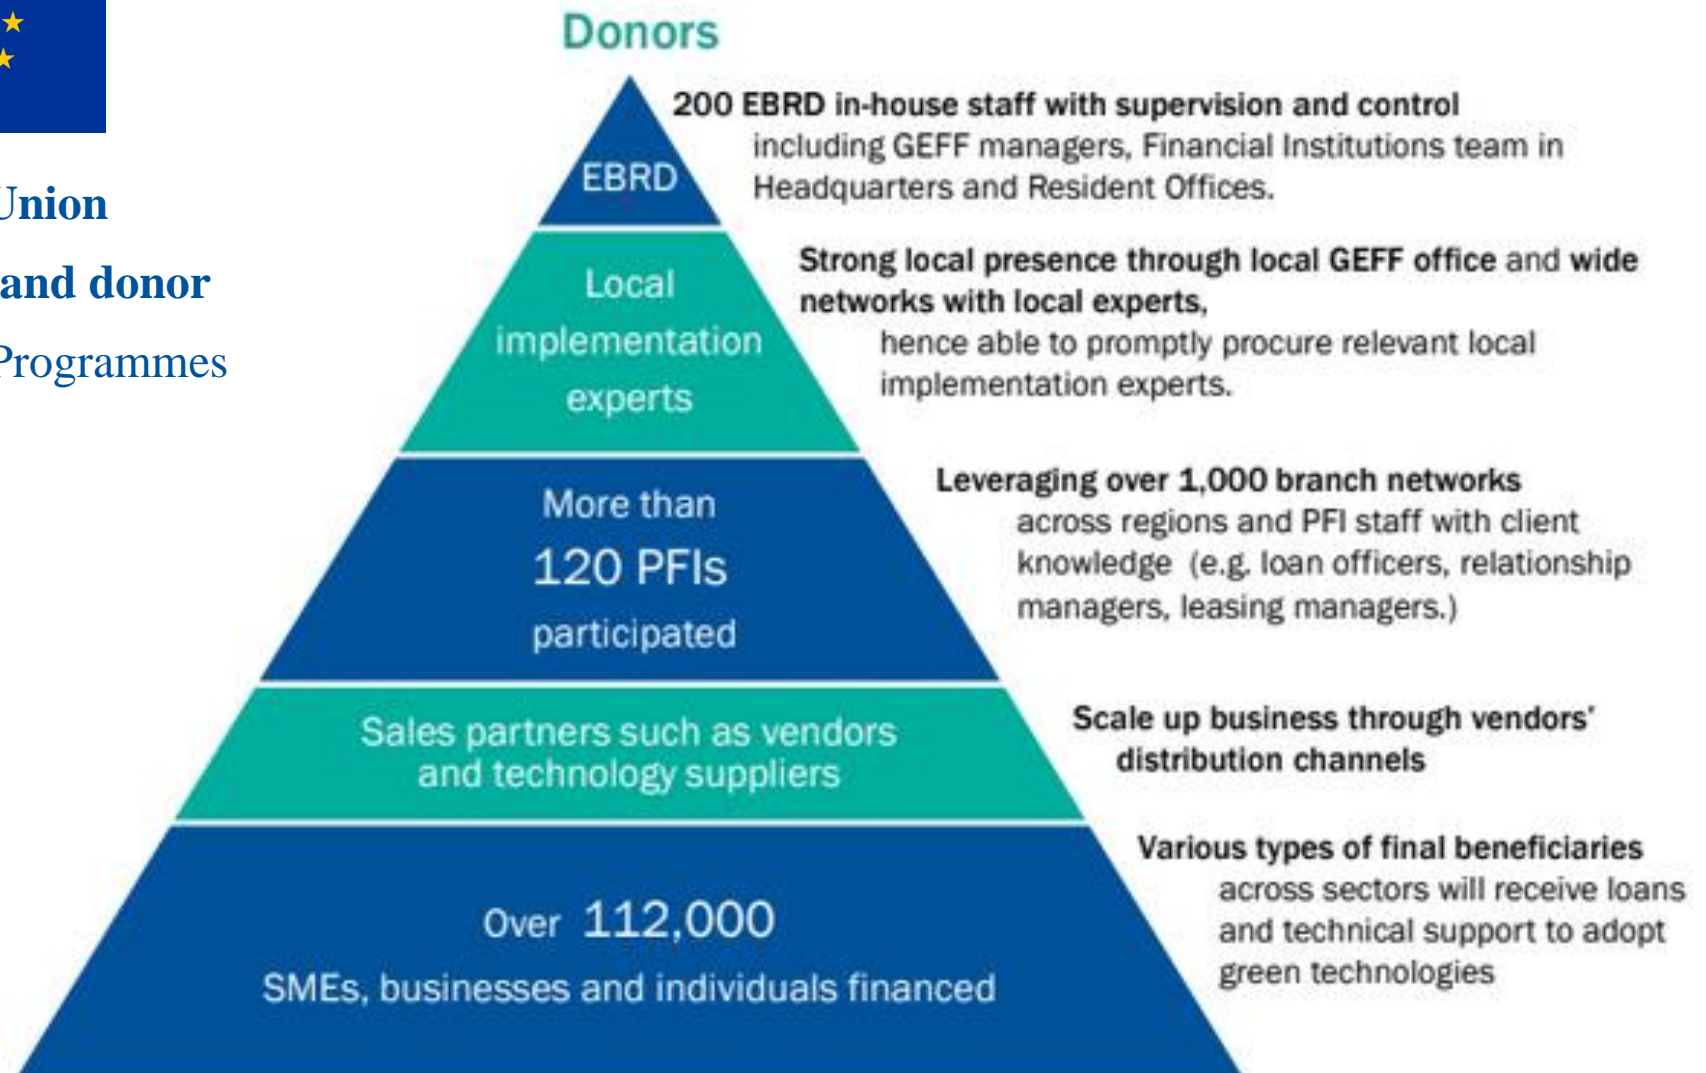 Donors
Union
and donor
Programmes
EBRD
200 EBRD in-house staff with supervision and control
including GEFF managers, Financial Institutions team in
Headquarters and Resident Offices.
Local
implementation
experts
Strong local presence through local GEFF office and wide
networks with local experts,
hence able to promptly procure relevant local
implementation experts.
More than
120 PFIs
participated
Leveraging over 1,000 branch networks
across regions and PFI staff with client
knowledge (e.g. loan officers, relationship
managers, leasing managers.)
Sales partners such as vendors
and technology suppliers
Scale up business through vendors'
distribution channels
Over 112,000
SMEs, businesses and individuals financed
Various types of final beneficiaries
across sectors will receive loans
and technical support to adopt
green technologies